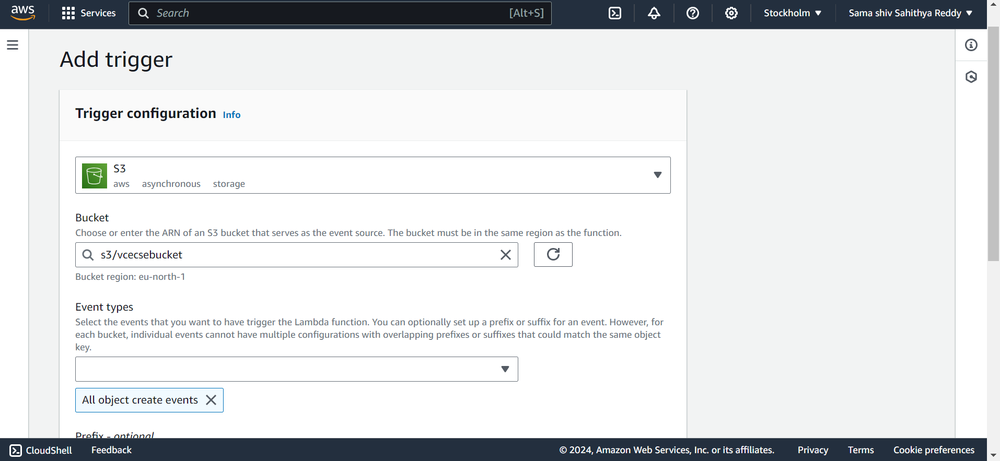 aws Services Search [Alt+S] Stockholm Sama shiv Sahithya Reddy
Add trigger
Trigger configuration Info
S3
aws asynchronous storage
Bucket
Choose or enter the ARN of an S3 bucket that serves as the event source. The bucket must be in the same region as the function.
s3/vcecsebucket
Bucket region: eu-north-1
Event types
Select the events that you want to have trigger the Lambda function. You can optionally set up a prefix or suffix for an event. However, for
each bucket, individual events cannot have multiple configurations with overlapping prefixes or suffixes that could match the same object
key.
All object create events
Prefix - optional
CloudShell Feedback © 2024, Amazon Web Services, Inc. or its affiliates. Privacy Terms Cookie preferences